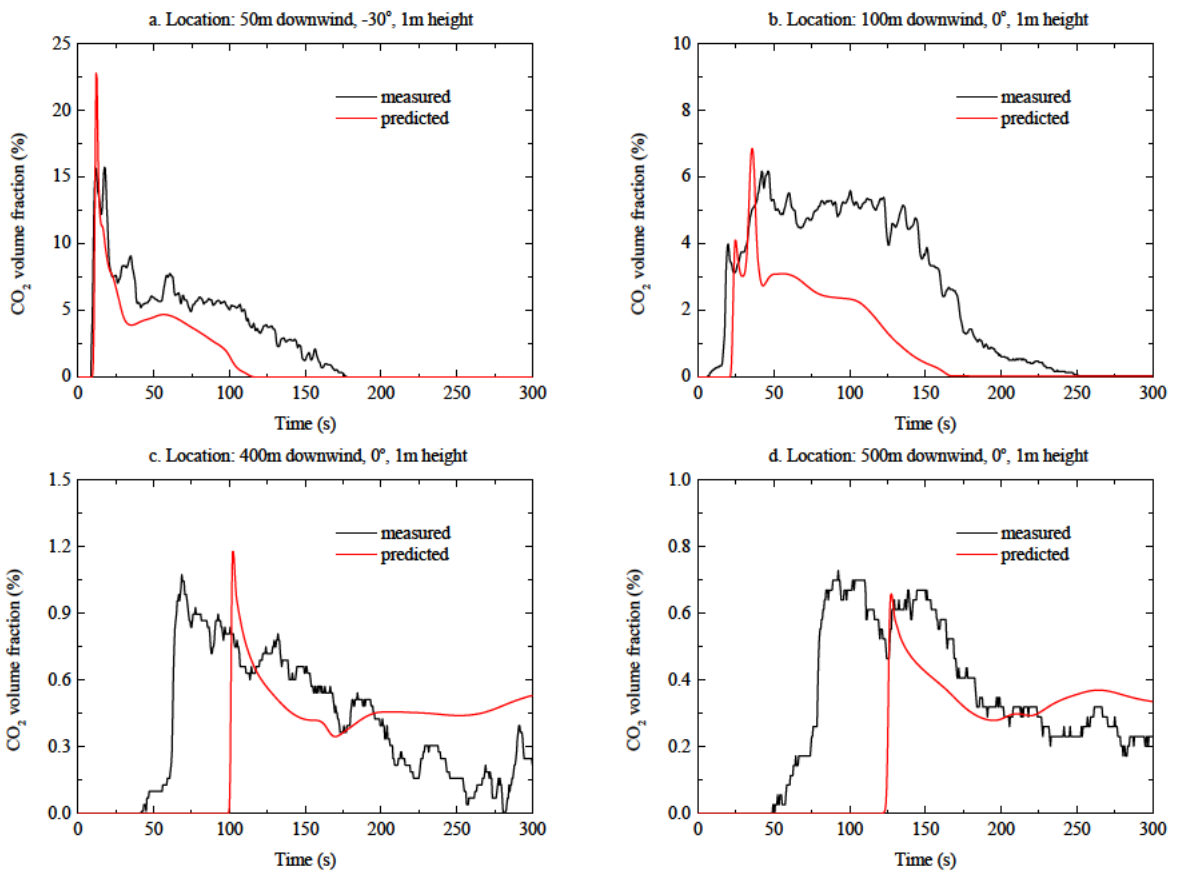 a. Location: 50m downwind, -30°, 1m height
25
20
15
10
5
0
CO2 volume fraction (%)
measured
predicted
0 50 100 150 200 250 300
Time (s)
b. Location: 100m downwind, 0°, 1m height
10
8
6
4
2
0
CO2 volume fraction (%)
measured
predicted
0 50 100 150 200 250 300
Time (s)
c. Location: 400m downwind, 0°, 1m height
1.5
1.2
0.9
0.6
0.3
0.0
CO2 volume fraction (%)
measured
predicted
0 50 100 150 200 250 300
Time (s)
d. Location: 500m downwind, 0°, 1m height
1.0
0.8
0.6
0.4
0.2
0.0
CO2 volume fraction (%)
measured
predicted
0 50 100 150 200 250 300
Time (s)